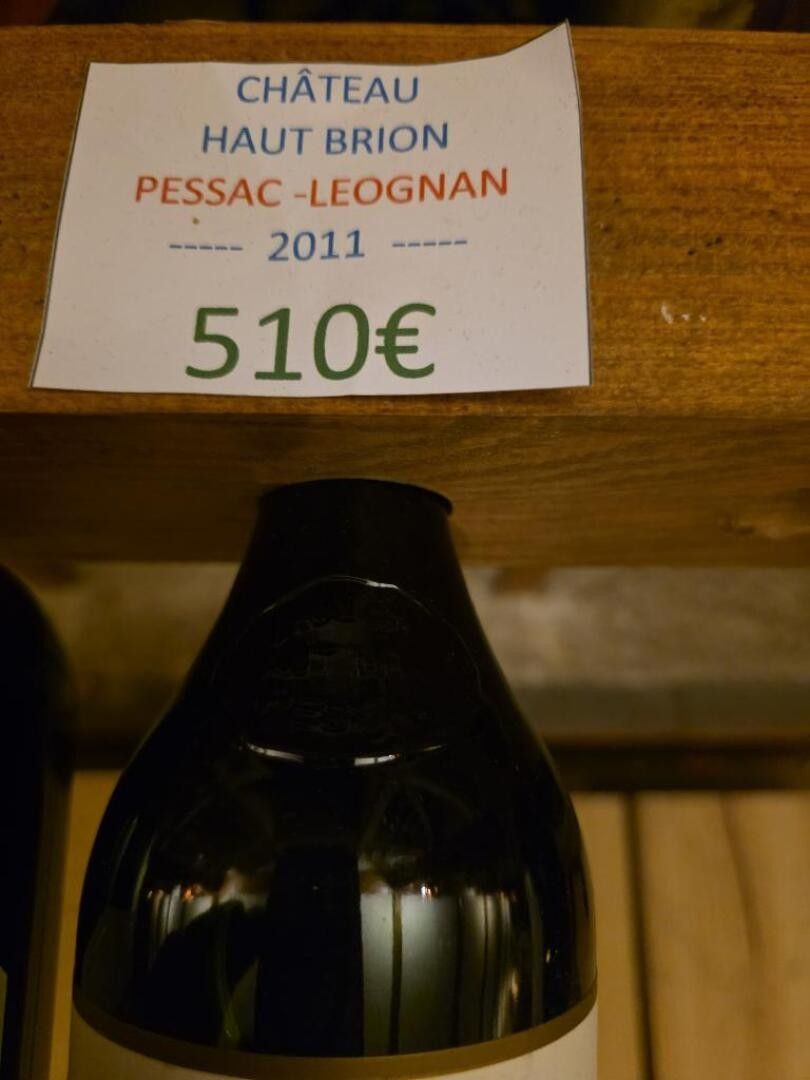 CHÂTEAU
HAUT BRION
PESSAC -LEOGNAN
----- 2011 -----
510€